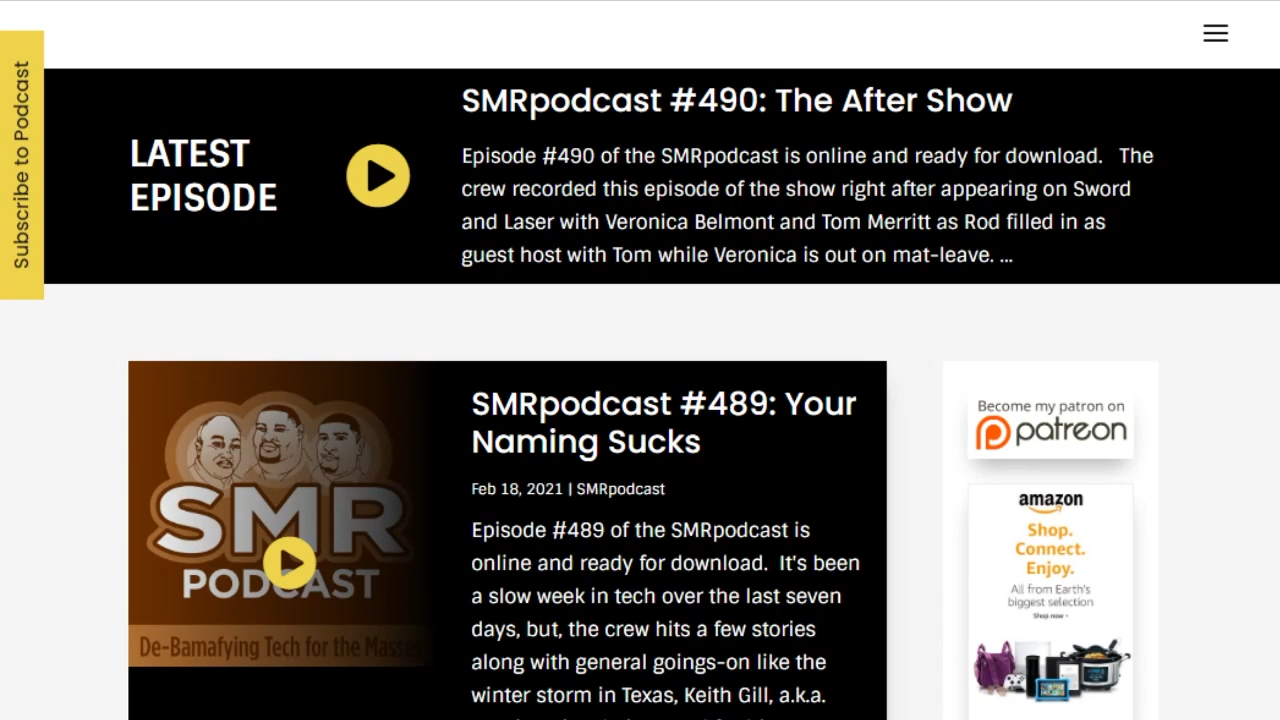 Subscribe to Podcast
LATEST
EPISODE
SMRpodcast #490: The After Show
Episode #490 of the SMRpodcast is online and ready for download. The
crew recorded this episode of the show right after appearing on Sword
and Laser with Veronica Belmont and Tom Merritt as Rod filled in as
guest host with Tom while Veronica is out on mat-leave. ...
SMR
PODCAST
De-Bamafying Tech for the Masses
SMRpodcast #489: Your
Naming Sucks
Feb 18, 2021 | SMRpodcast
Episode #489 of the SMRpodcast is
online and ready for download. It's been
a slow week in tech over the last seven
days, but, the crew hits a few stories
along with general goings-on like the
winter storm in Texas, Keith Gill, a.k.a.
Become my patron on
patreon
amazon
Shop.
Connect.
Enjoy.
All from Earth's
biggest selection
Shop now ›